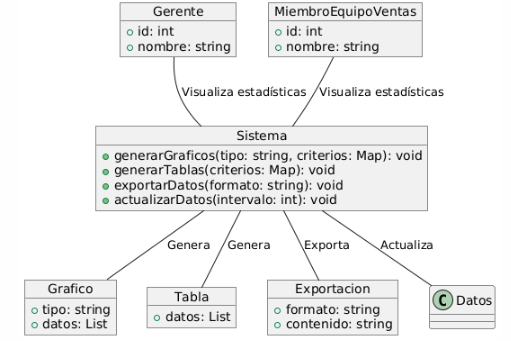 Gerente
id: int
nombre: string
MiembroEquipoVentas
id: int
nombre: string
Visualiza estadísticas
Visualiza estadísticas
Sistema
generarGraficos(tipo: string, criterios: Map): void
generarTablas(criterios: Map): void
exportarDatos(formato: string): void
actualizarDatos(intervalo: int): void
Genera
Genera
Exporta
Actualiza
Grafico
tipo: string
datos: List
Tabla
datos: List
Exportacion
formato: string
contenido: string
C Datos